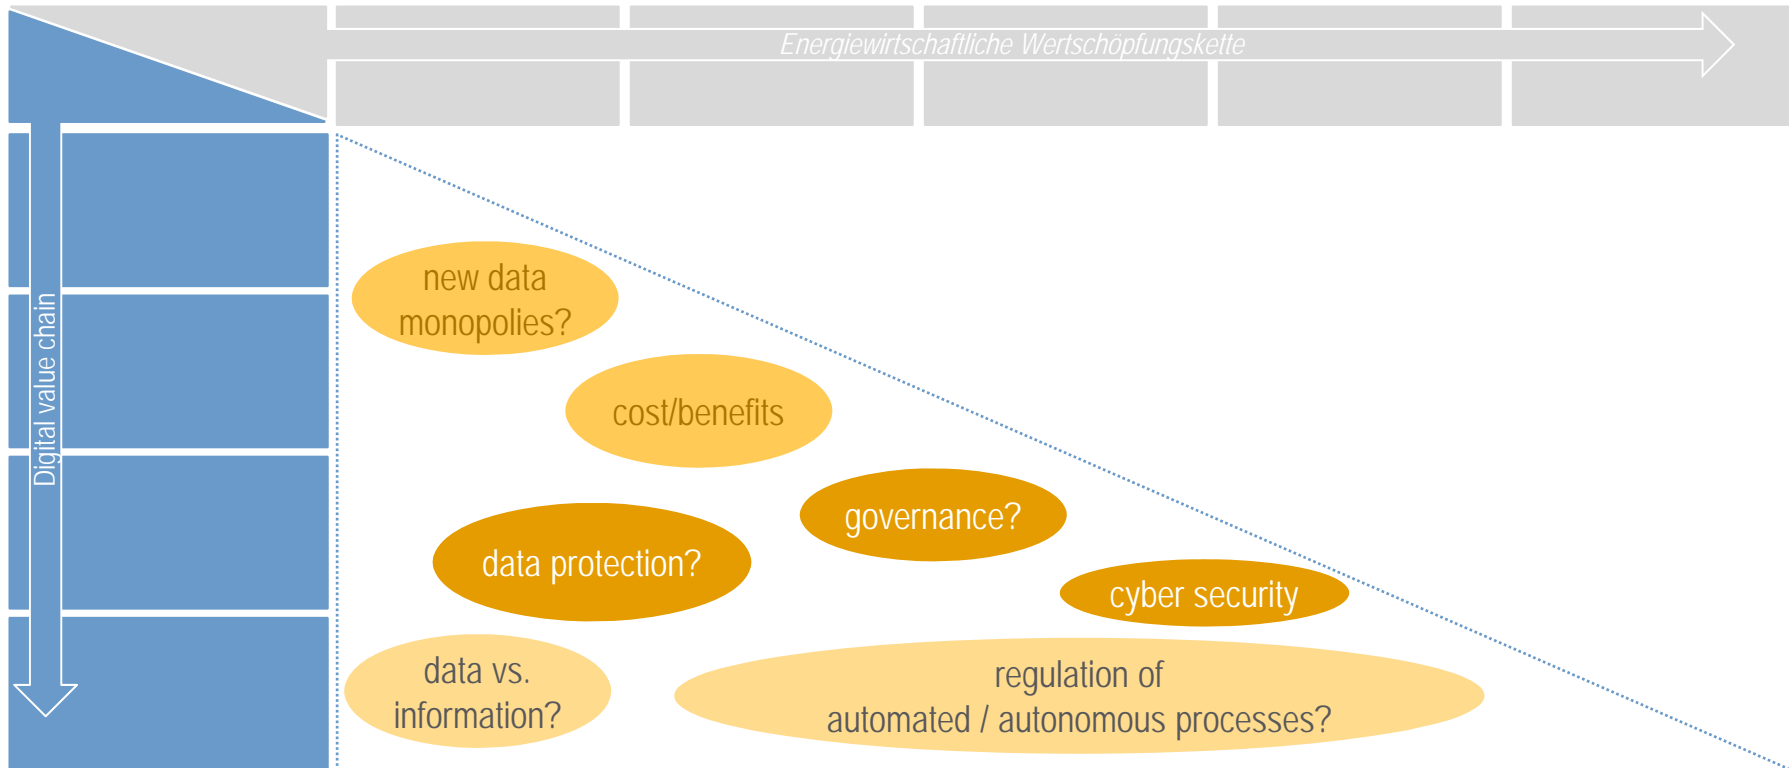 Energiewirtschaftliche Wertschöpfungskette
Digital value chain
new data
monopolies?
cost/benefits
governance?
data protection?
cyber security
data vs.
information?
regulation of
automated / autonomous processes?